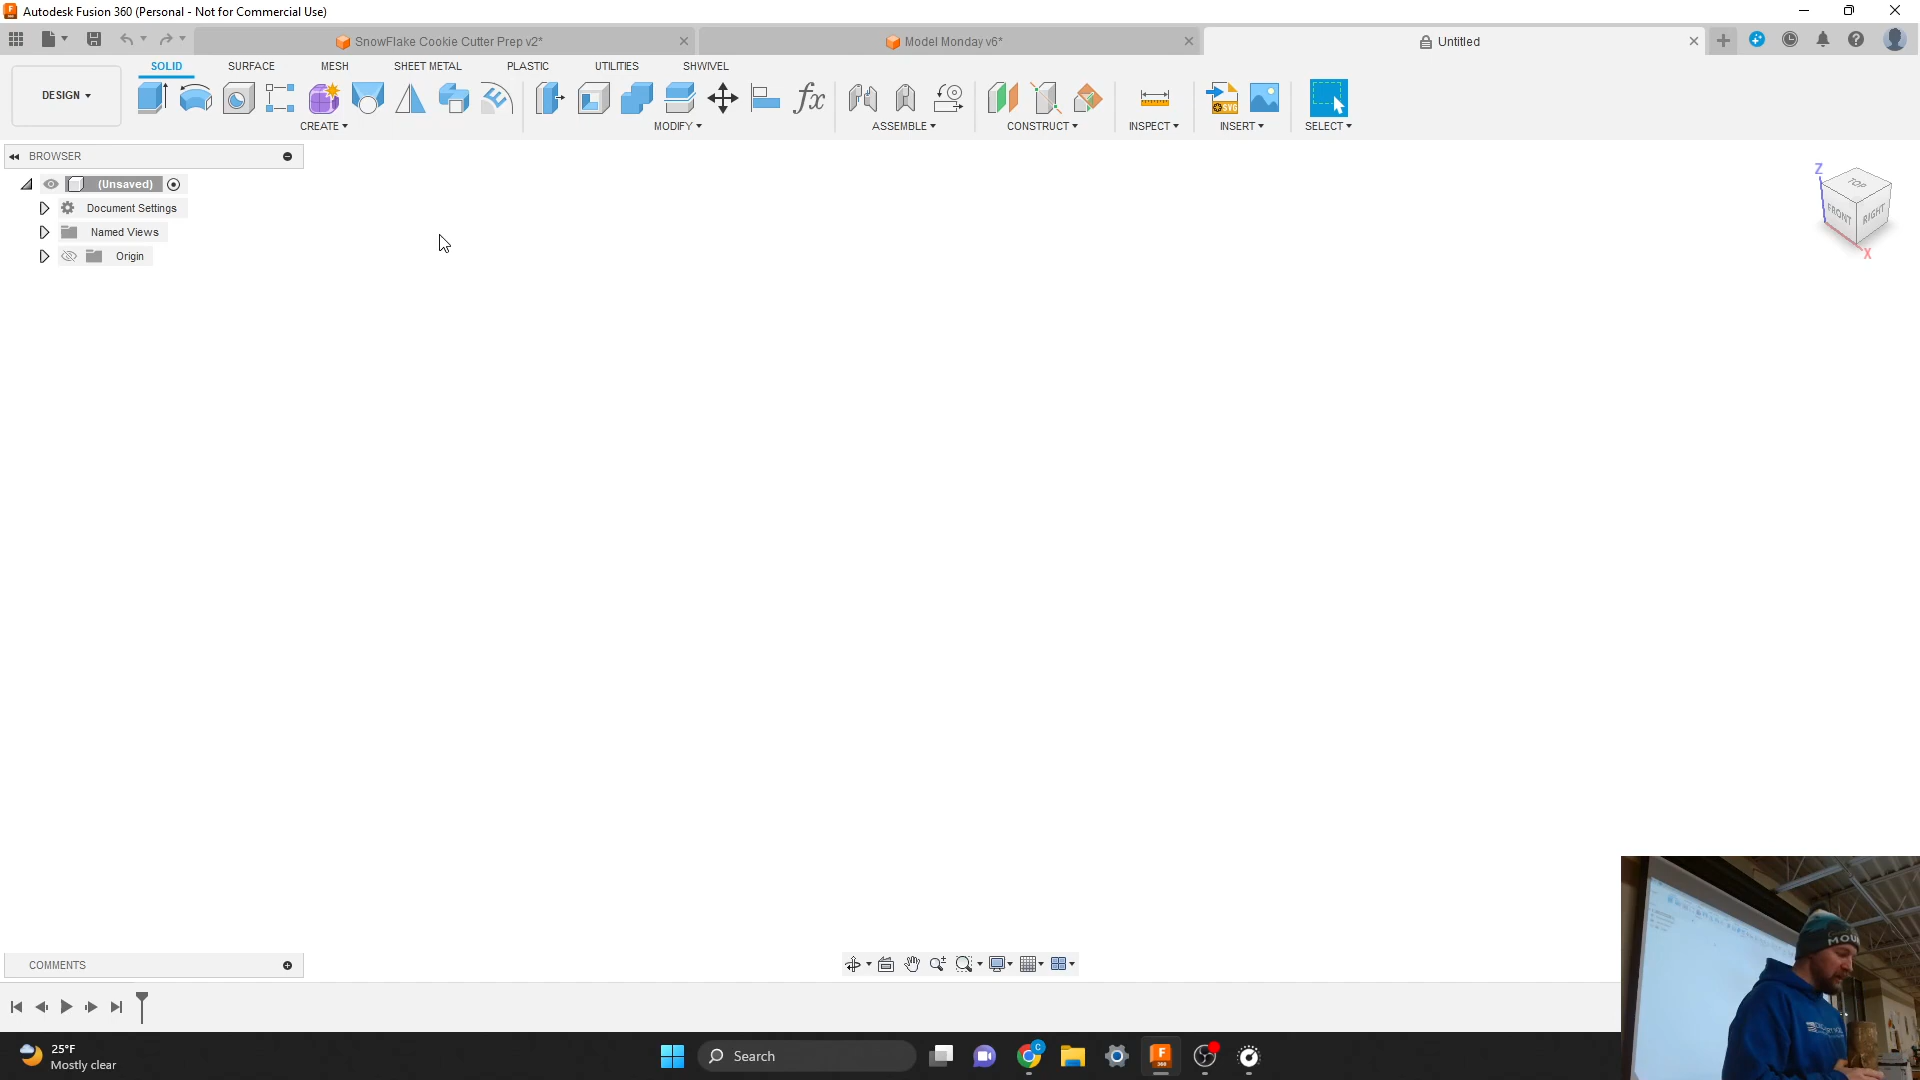 Autodesk Fusion 360 (Personal - Not for Commercial Use)
SnowFlake Cookie Cutter Prep v2*
Model Monday v6*
Untitled
DESIGN
SOLID
SURFACE
MESH
SHEET METAL
PLASTIC
UTILITIES
SHWIVEL
CREATE
MODIFY
ASSEMBLE
CONSTRUCT
INSPECT
INSERT
SELECT
BROWSER
(Unsaved)
Document Settings
Named Views
Origin
Z
TOP
FRONT
RIGHT
X
COMMENTS
25°F
Mostly clear
Search